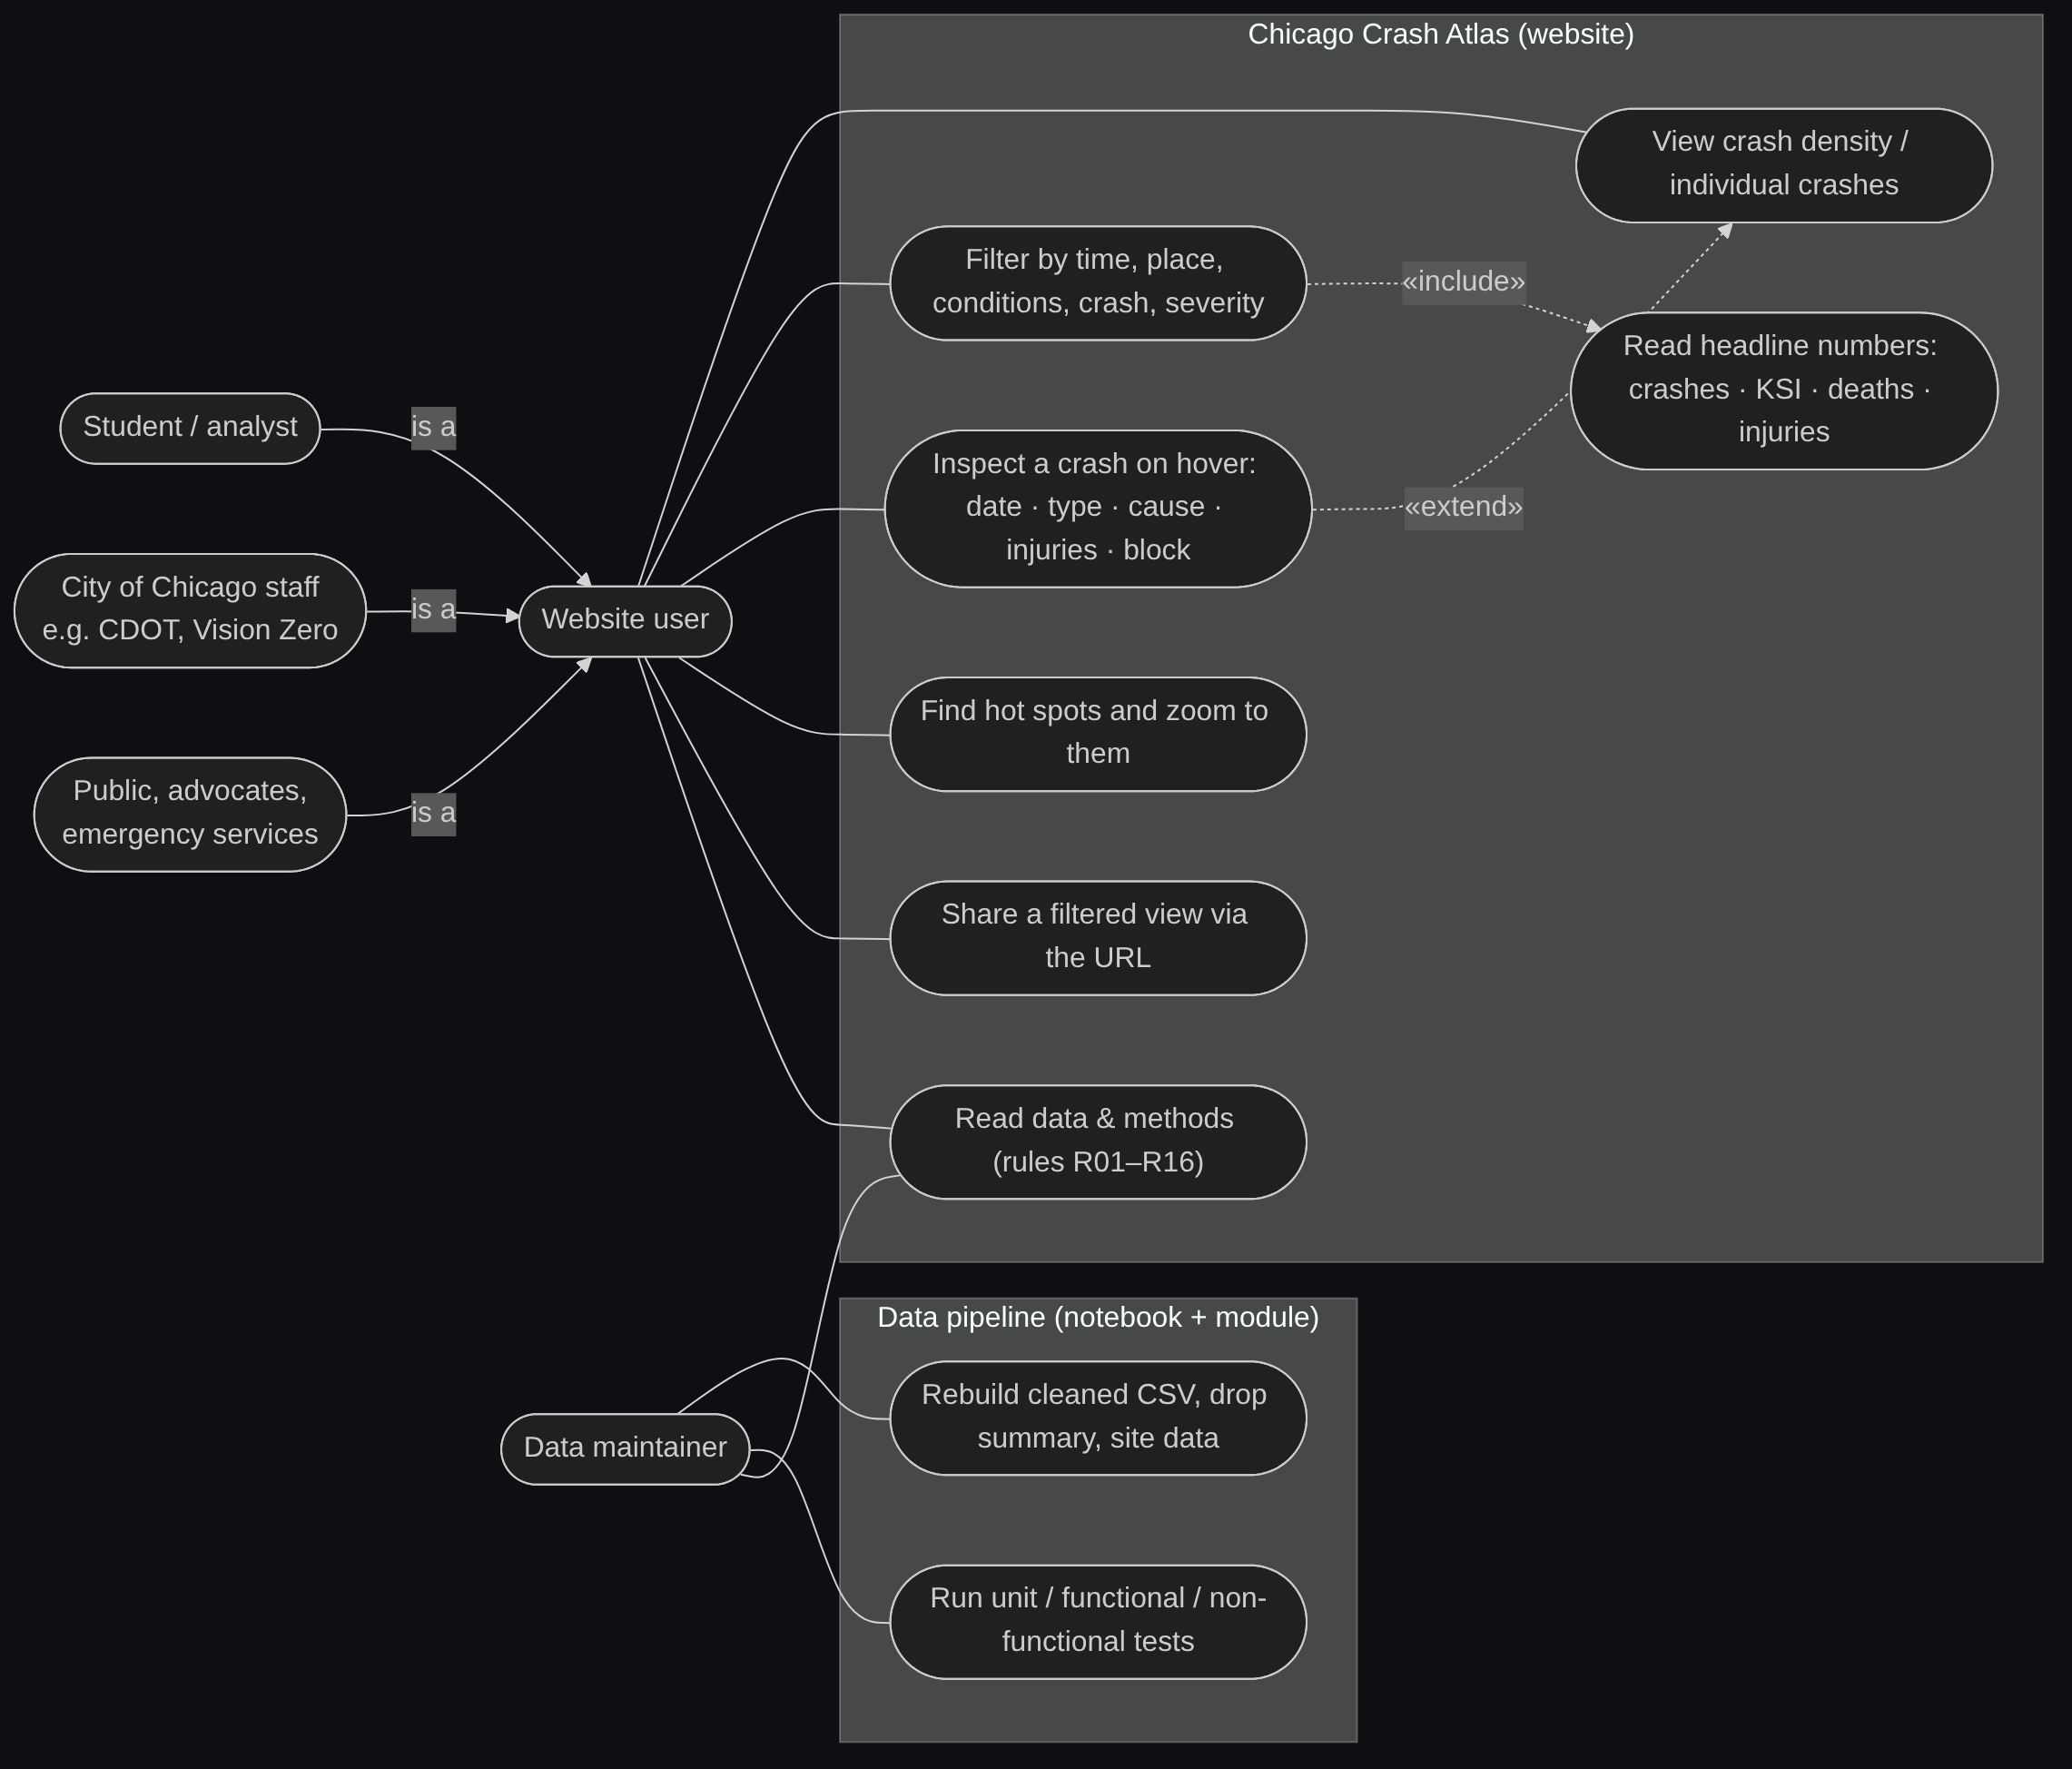 Chicago Crash Atlas (website)
View crash density /
individual crashes
Filter by time, place,
conditions, crash, severity
«include»
Read headline numbers:
crashes · KSI · deaths ·
injuries
Student / analyst
is a
Inspect a crash on hover:
date · type · cause ·
injuries · block
«extend»
City of Chicago staff
e.g. CDOT, Vision Zero
is a
Website user
Find hot spots and zoom to
them
Public, advocates,
emergency services
is a
Share a filtered view via
the URL
Read data & methods
(rules R01–R16)
Data pipeline (notebook + module)
Rebuild cleaned CSV, drop
summary, site data
Data maintainer
Run unit / functional / non-
functional tests